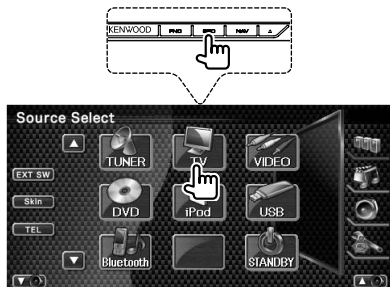 KENWOOD FNC SRC NAV
Source Select
TUNER TV VIDEO
EXT SW
Skin
DVD iPod USB
TEL
Bluetooth STANDBY